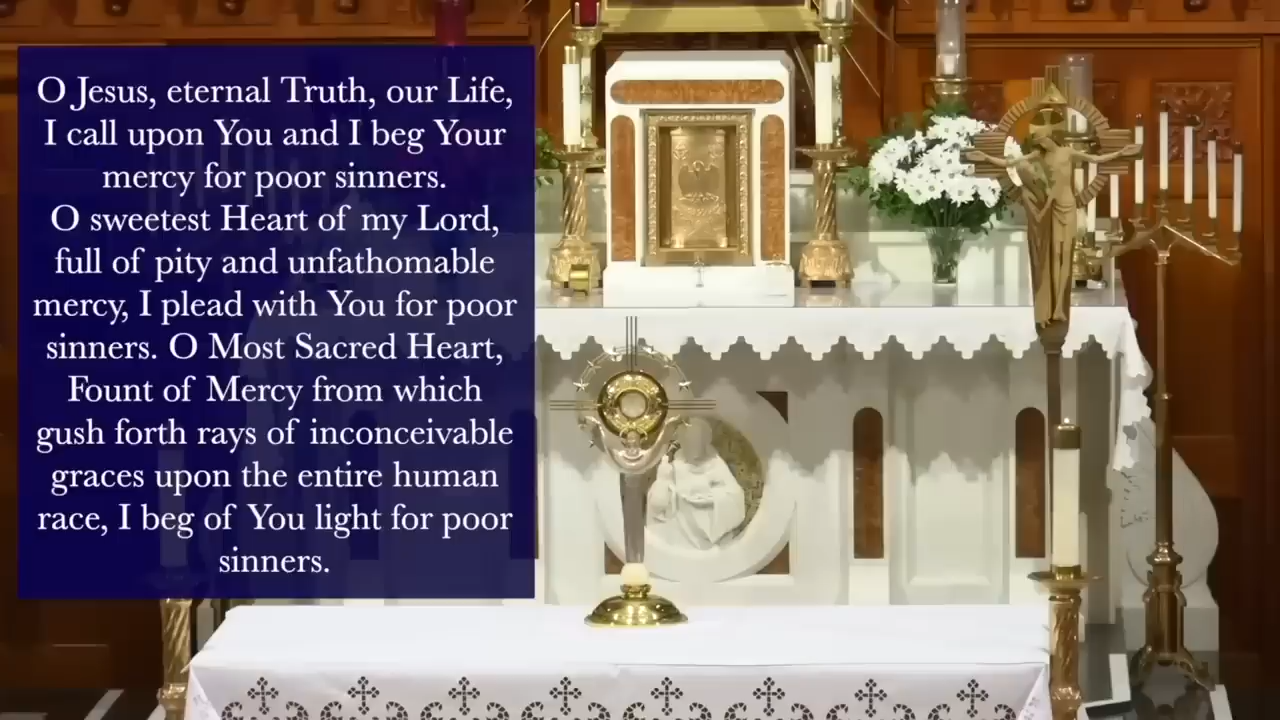 O Jesus, eternal Truth, our Life,
I call upon You and I beg Your
mercy for poor sinners.
O sweetest Heart of my Lord,
full of pity and unfathomable
mercy, I plead with You for poor
sinners. O Most Sacred Heart,
Fount of Mercy from which
gush forth rays of inconceivable
graces upon the entire human
race, I beg of You light for poor
sinners.